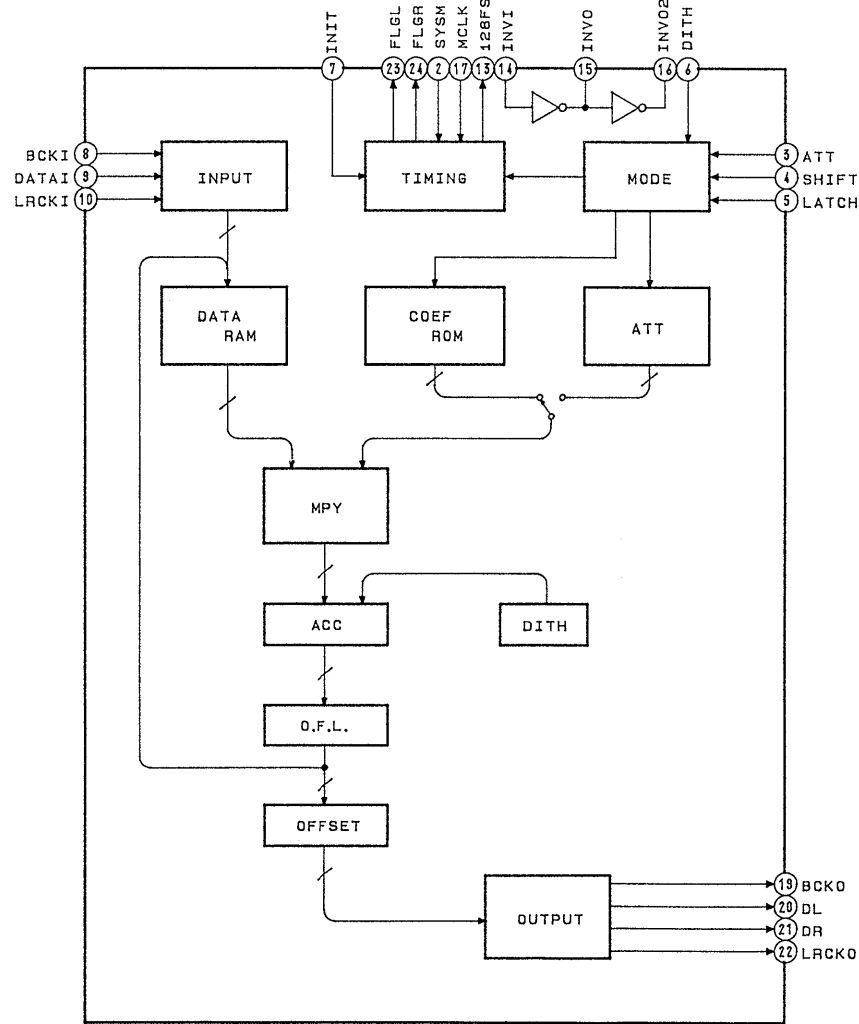 INIT
FLGL
FLGR
SYSM
MCLK
128FS
INVI
INVO
INVO2
DITH
7
23
24
2
17
13
14
15
16
6
BCKI 8
DATAI 9
LRCKI 10
INPUT
TIMING
MODE
3 ATT
4 SHIFT
5 LATCH
DATA
RAM
COEF
ROM
ATT
MPY
ACC
DITH
O.F.L.
OFFSET
OUTPUT
19 BCKO
20 DL
21 DR
22 LRCKO